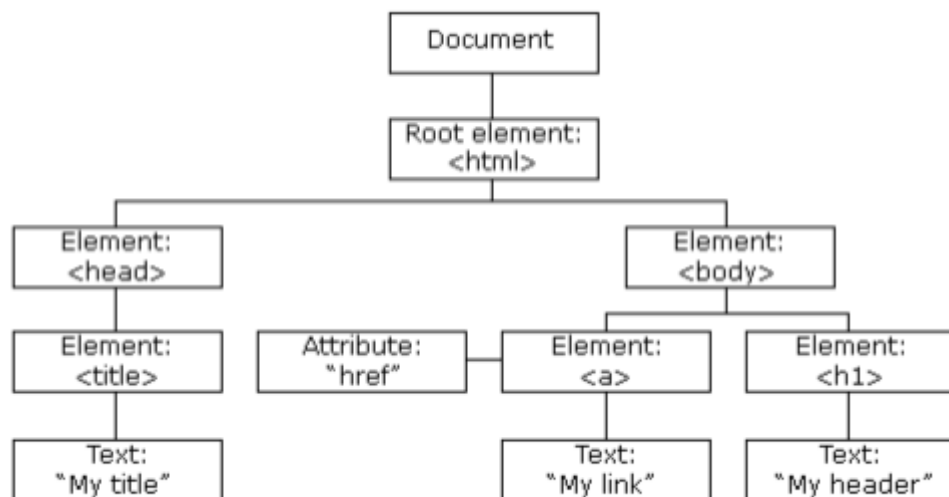 Document
Root element:
<html>
Element:
<head>
Element:
<body>
Element:
<title>
Attribute:
“href”
Element:
<a>
Element:
<h1>
Text:
“My title”
Text:
“My link”
Text:
“My header”